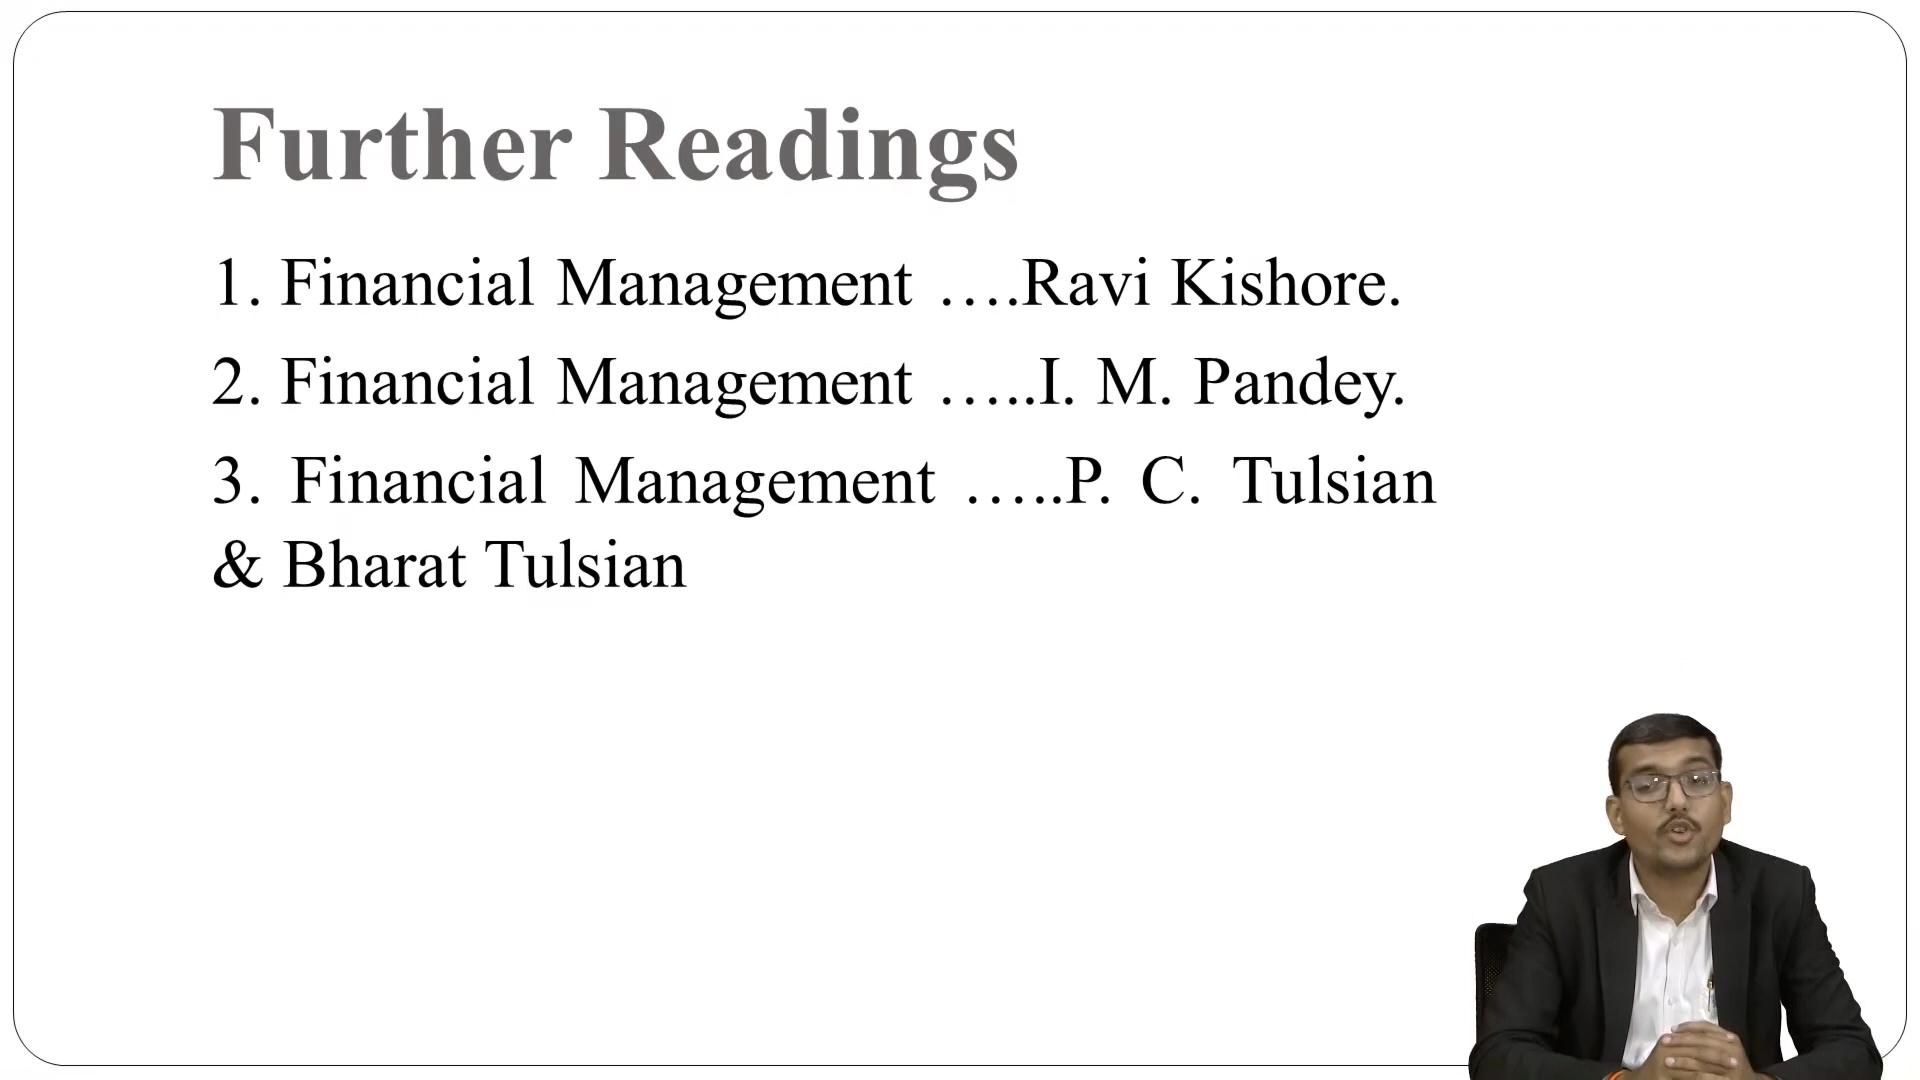 Further Readings
1. Financial Management ….Ravi Kishore.
2. Financial Management …..I. M. Pandey.
3. Financial Management …..P. C. Tulsian
& Bharat Tulsian